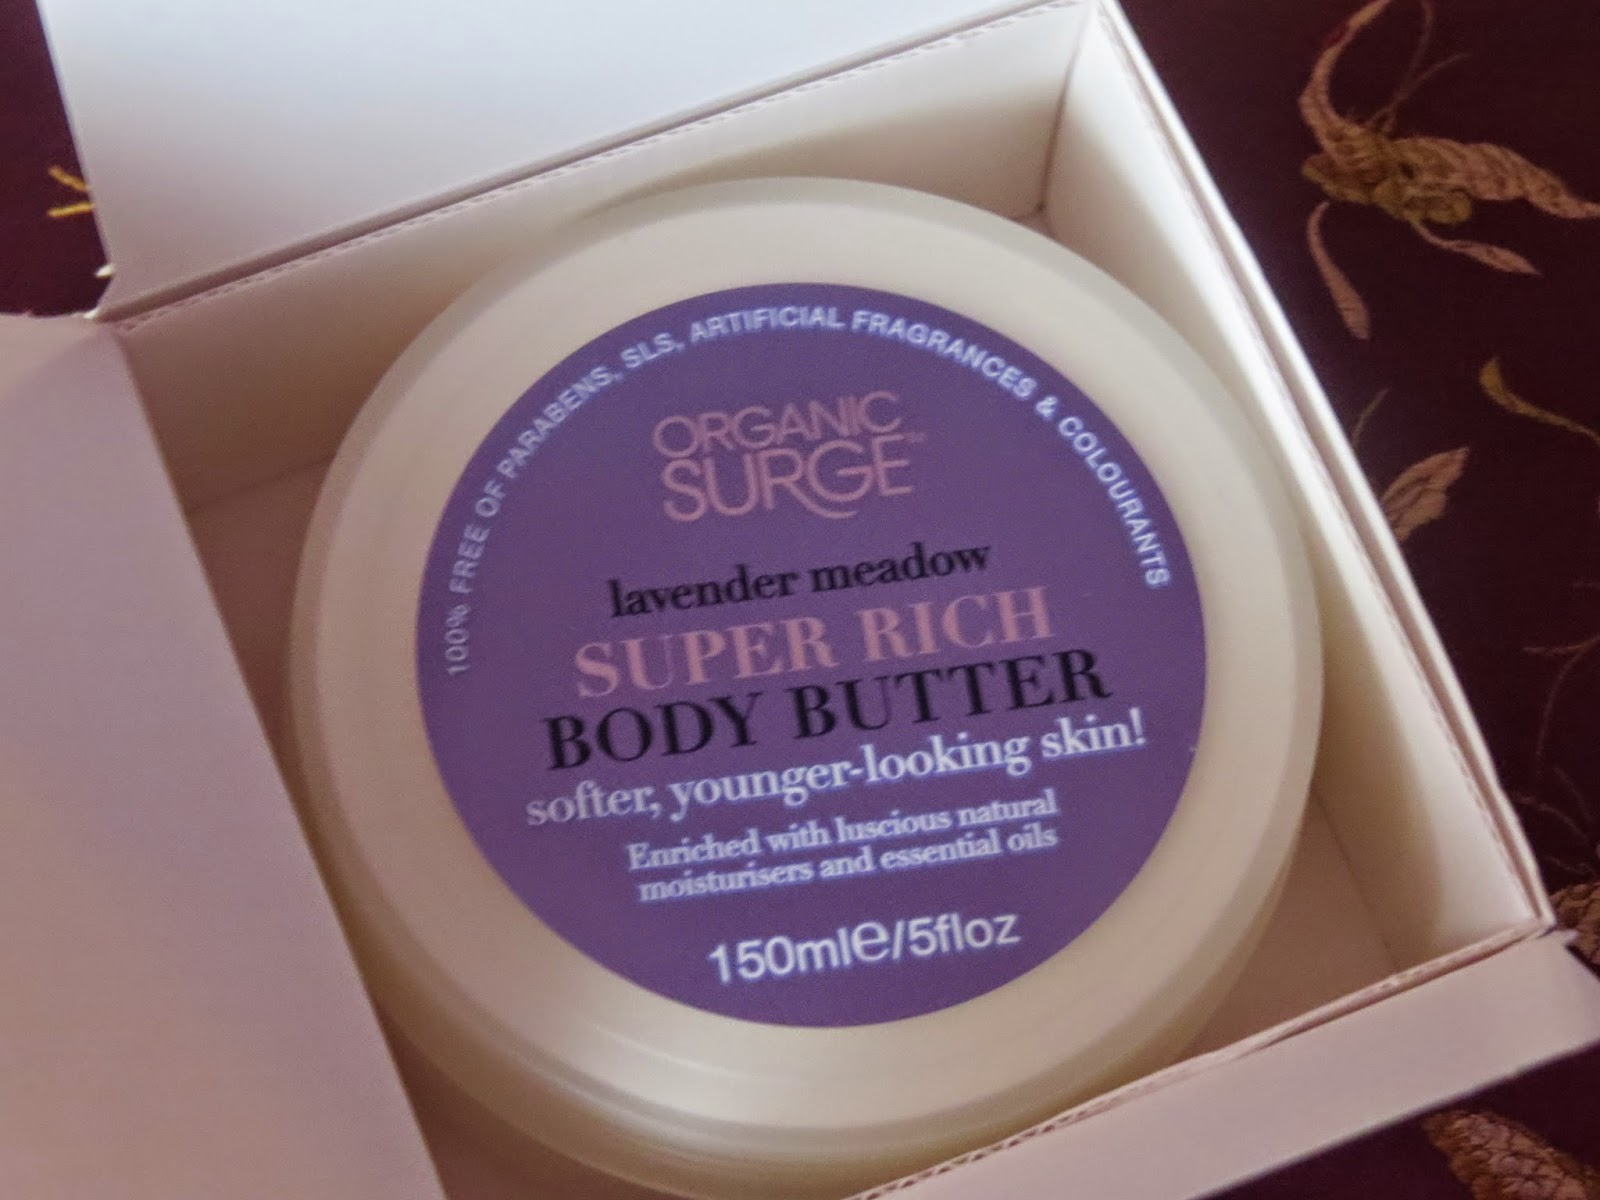 100% FREE OF PARABENS, SLS, ARTIFICIAL FRAGRANCES & COLOURANTS
ORGANIC
SURGE™
lavender meadow
SUPER RICH
BODY BUTTER
softer, younger-looking skin!
Enriched with luscious natural
moisturisers and essential oils
150ml℮/5floz